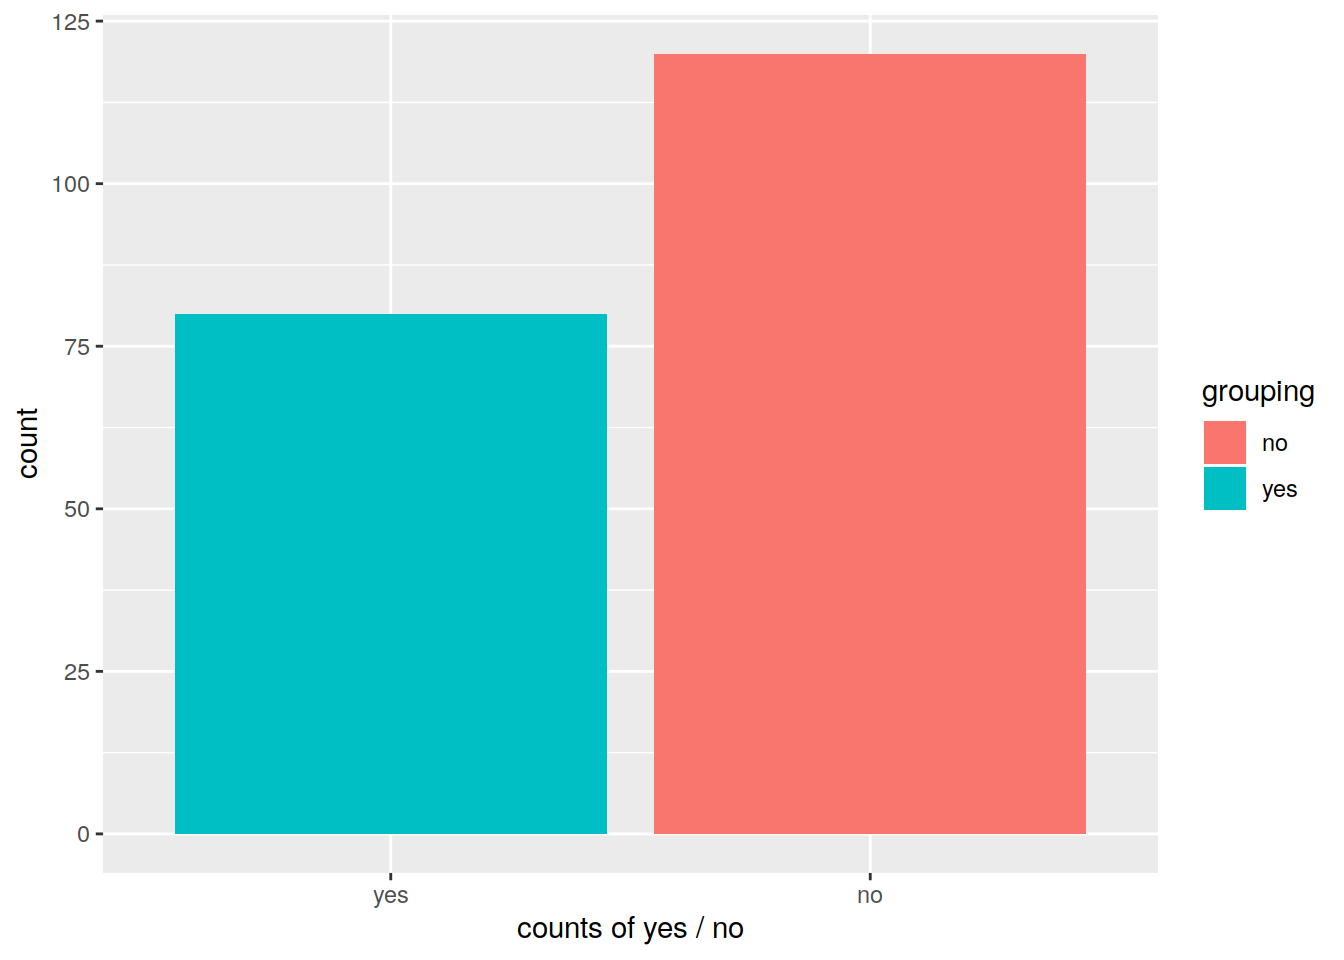 125
100
75
50
25
0
count
yes
no
counts of yes / no
grouping
no
yes